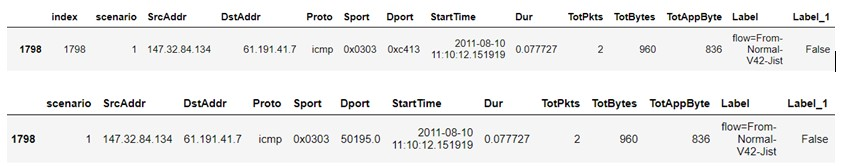 index scenario SrcAddr DstAddr Proto Sport Dport StartTime Dur TotPkts TotBytes TotAppByte Label Label_1
1798 1798 1 147.32.84.134 61.191.41.7 icmp 0x0303 0xc413 2011-08-10 11:10:12.151919 0.077727 2 960 836 flow=From-Normal-V42-Jist False
scenario SrcAddr DstAddr Proto Sport Dport StartTime Dur TotPkts TotBytes TotAppByte Label Label_1
1798 1 147.32.84.134 61.191.41.7 icmp 0x0303 50195.0 2011-08-10 11:10:12.151919 0.077727 2 960 836 flow=From-Normal-V42-Jist False